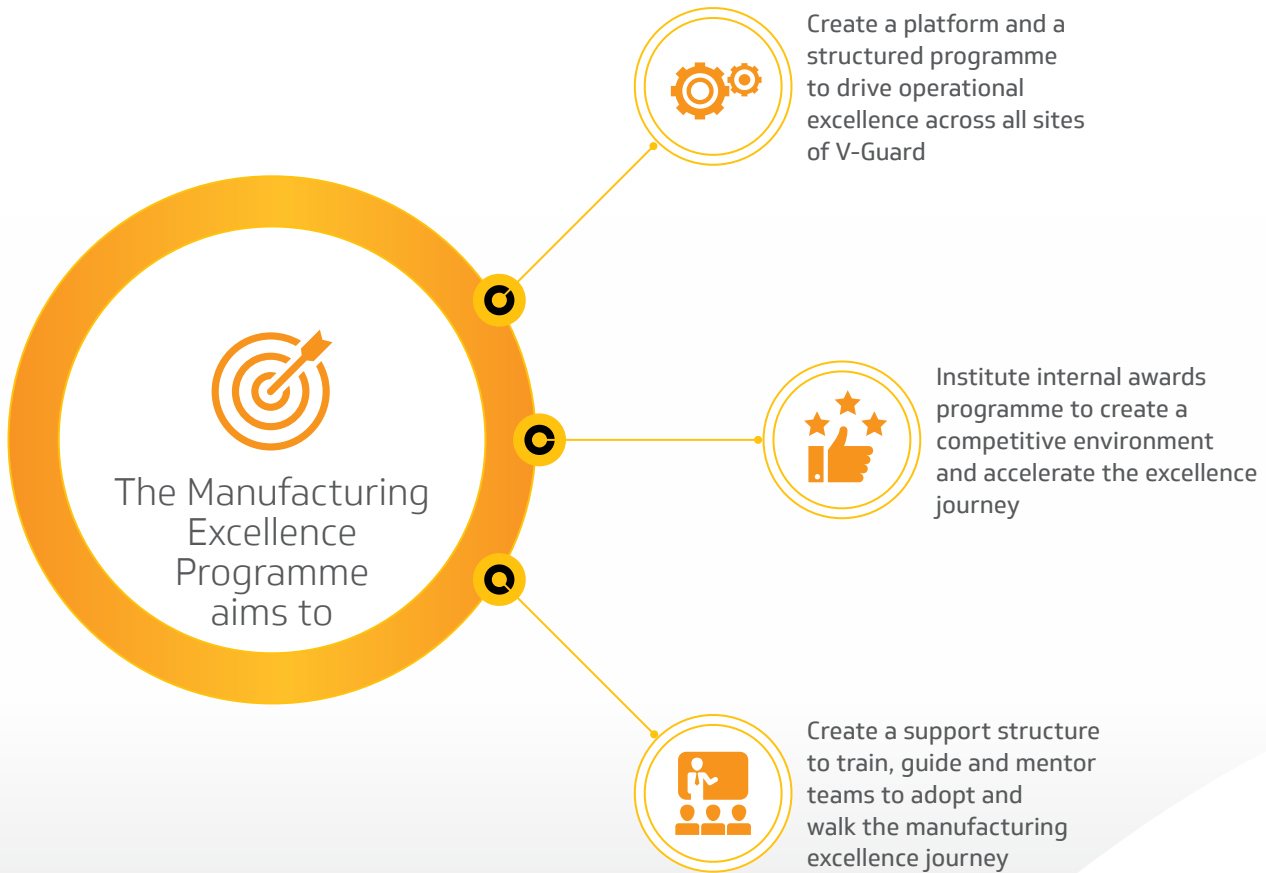 Create a platform and a
structured programme
to drive operational
excellence across all sites
of V-Guard
The Manufacturing
Excellence
Programme
aims to
Institute internal awards
programme to create a
competitive environment
and accelerate the excellence
journey
Create a support structure
to train, guide and mentor
teams to adopt and
walk the manufacturing
excellence journey